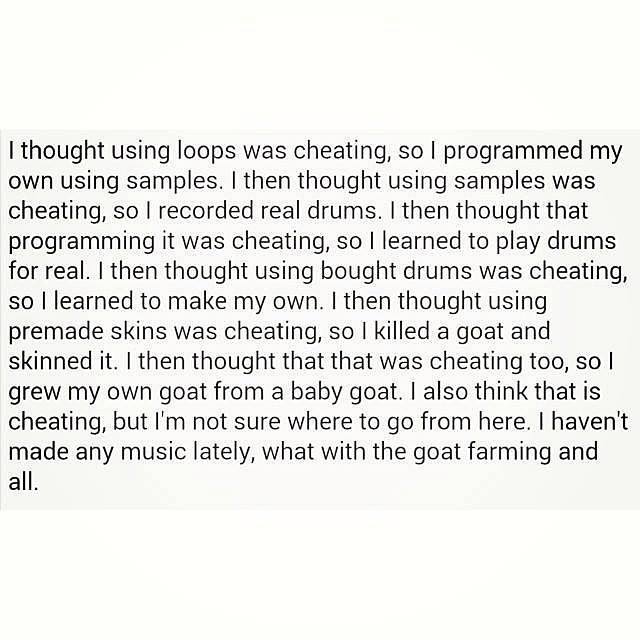 I thought using loops was cheating, so I programmed my
own using samples. I then thought using samples was
cheating, so I recorded real drums. I then thought that
programming it was cheating, so I learned to play drums
for real. I then thought using bought drums was cheating,
so I learned to make my own. I then thought using
premade skins was cheating, so I killed a goat and
skinned it. I then thought that that was cheating too, so I
grew my own goat from a baby goat. I also think that is
cheating, but I'm not sure where to go from here. I haven't
made any music lately, what with the goat farming and
all.